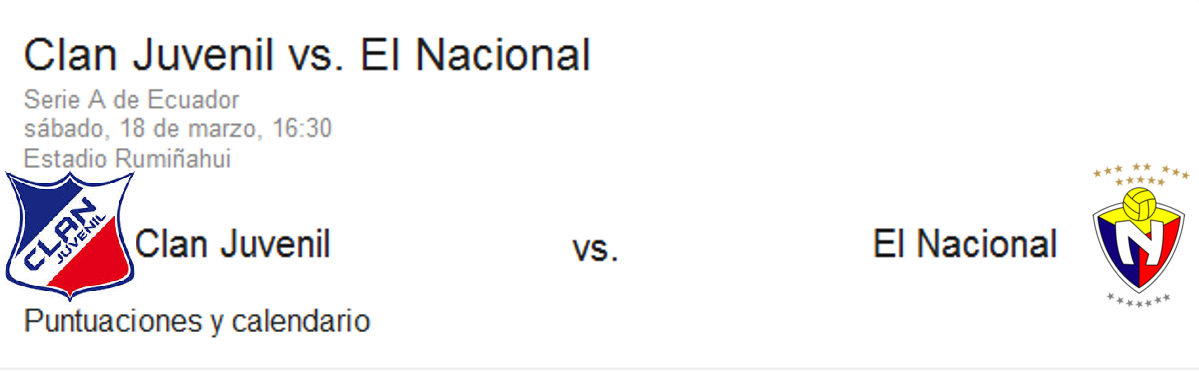 Clan Juvenil vs. El Nacional
Serie A de Ecuador
sábado, 18 de marzo, 16:30
Estadio Rumiñahui
CLAN
JUVENIL
Clan Juvenil
vs.
El Nacional
N
Puntuaciones y calendario